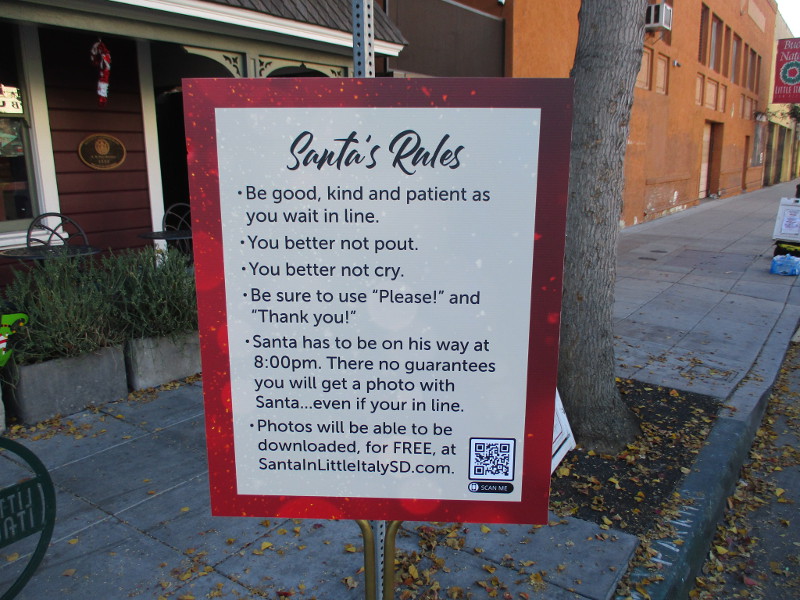 Santa's Rules
•Be good, kind and patient as
you wait in line.
•You better not pout.
•You better not cry.
•Be sure to use "Please!" and
"Thank you!"
•Santa has to be on his way at
8:00pm. There no guarantees
you will get a photo with
Santa...even if your in line.
•Photos will be able to be
downloaded, for FREE, at
SantaInLittleItalySD.com.
SCAN ME